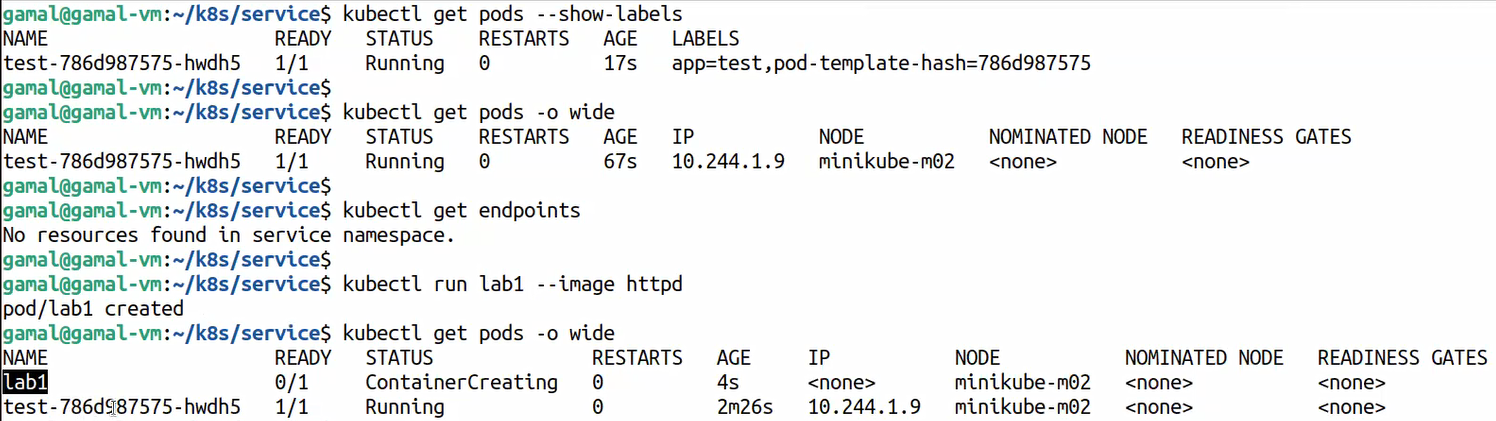 gamal@gamal-vm:~/k8s/service$ kubectl get pods --show-labels
NAME                    READY   STATUS    RESTARTS   AGE   LABELS
test-786d987575-hwdh5   1/1     Running   0          17s   app=test,pod-template-hash=786d987575
gamal@gamal-vm:~/k8s/service$
gamal@gamal-vm:~/k8s/service$ kubectl get pods -o wide
NAME                    READY   STATUS    RESTARTS   AGE   IP           NODE           NOMINATED NODE   READINESS GATES
test-786d987575-hwdh5   1/1     Running   0          67s   10.244.1.9   minikube-m02   <none>           <none>
gamal@gamal-vm:~/k8s/service$
gamal@gamal-vm:~/k8s/service$ kubectl get endpoints
No resources found in service namespace.
gamal@gamal-vm:~/k8s/service$
gamal@gamal-vm:~/k8s/service$ kubectl run lab1 --image httpd
pod/lab1 created
gamal@gamal-vm:~/k8s/service$ kubectl get pods -o wide
NAME                    READY   STATUS              RESTARTS   AGE     IP           NODE           NOMINATED NODE   READINESS GATES
lab1                    0/1     ContainerCreating   0          4s      <none>       minikube-m02   <none>           <none>
test-786d987575-hwdh5   1/1     Running             0          2m26s   10.244.1.9   minikube-m02   <none>           <none>